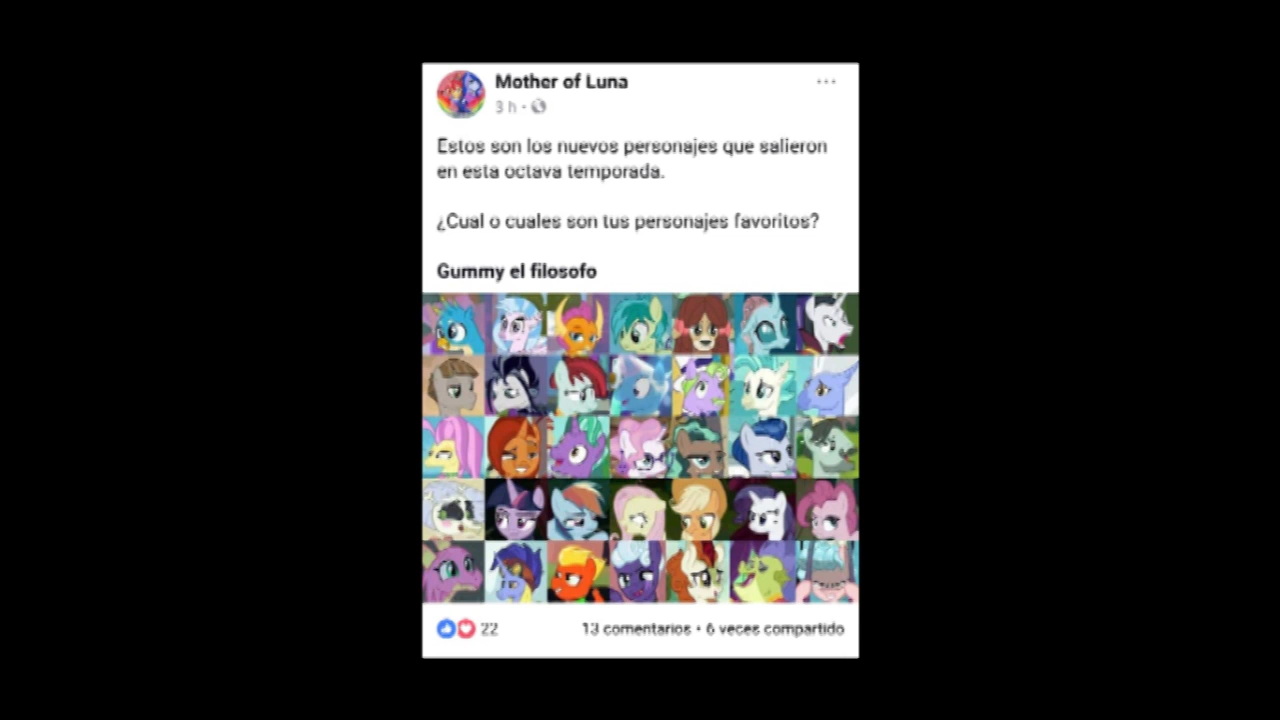 Mother of Luna
3 h
Estos son los nuevos personajes que salieron
en esta octava temporada.
¿Cual o cuales son tus personajes favoritos?
Gummy el filosofo
22
13 comentarios • 6 veces compartido